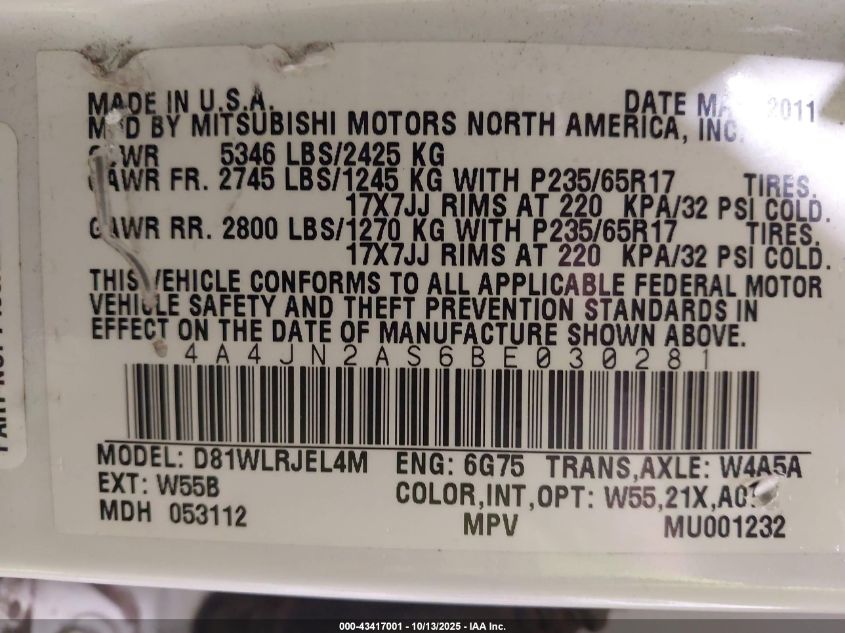 MADE IN U.S.A. DATE MA 2011
M D BY MITSUBISHI MOTORS NORTH AMERICA, INC.
GVWR 5346 LBS/2425 KG
GAWR FR. 2745 LBS/1245 KG WITH P235/65R17 TIRES.
17X7JJ RIMS AT 220 KPA/32 PSI COLD.
GAWR RR. 2800 LBS/1270 KG WITH P235/65R17 TIRES.
17X7JJ RIMS AT 220 KPA/32 PSI COLD.
THIS VEHICLE CONFORMS TO ALL APPLICABLE FEDERAL MOTOR
VEHICLE SAFETY AND THEFT PREVENTION STANDARDS IN
EFFECT ON THE DATE OF MANUFACTURE SHOWN ABOVE.
4A4JN2AS6BE030281
MODEL: D81WLRJEL4M ENG: 6G75 TRANS,AXLE: W4A5A
EXT: W55B COLOR,INT,OPT: W55,21X,
MDH 053112 MPV MU001232
000-43417001 - 10/13/2025 - IAA Inc.